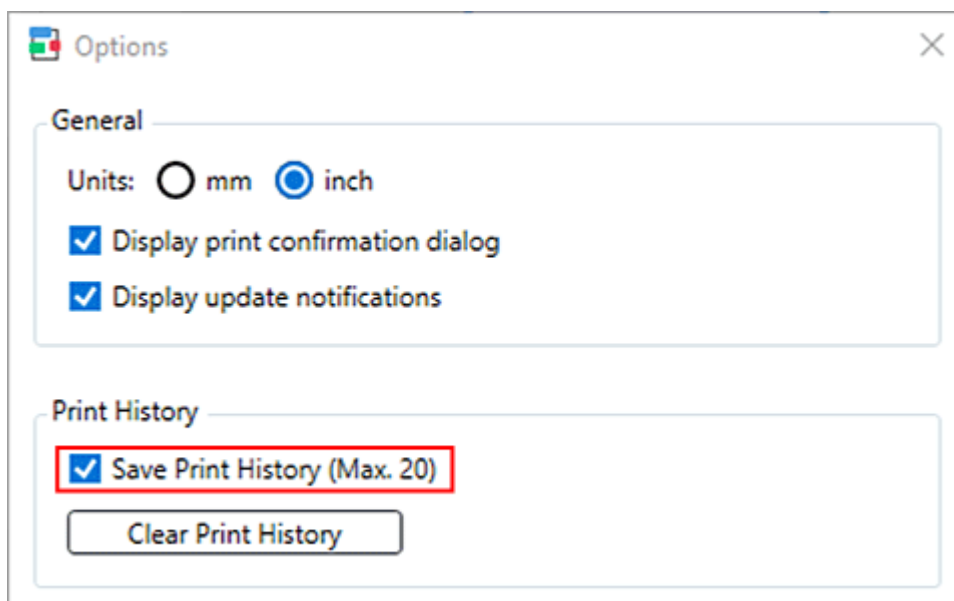 Options
General
Units: mm inch
Display print confirmation dialog
Display update notifications
Print History
Save Print History (Max. 20)
Clear Print History